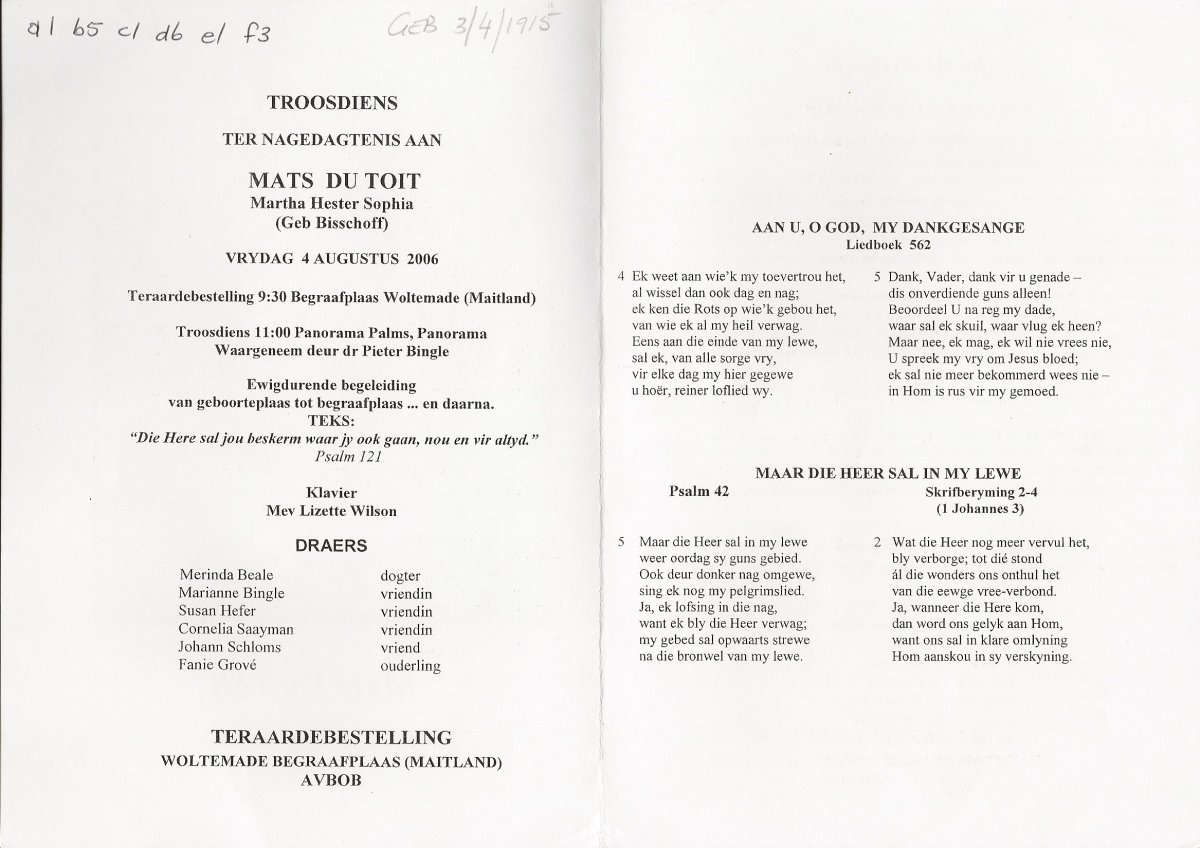 a1 b5 c1 d6 e1 f3
GEB 3/4/1915
TROOSDIENS
TER NAGEDAGTENIS AAN
MATS DU TOIT
Martha Hester Sophia
(Geb Bisschoff)
VRYDAG 4 AUGUSTUS 2006
Teraardebestelling 9:30 Begraafplaas Woltemade (Maitland)
Troosdiens 11:00 Panorama Palms, Panorama
Waargeneem deur dr Pieter Bingle
Ewigdurende begeleiding
van geboorteplaas tot begraafplaas ... en daarna.
TEKS:
“Die Here sal jou beskerm waar jy ook gaan, nou en vir altyd.”
Psalm 121
Klavier
Mev Lizette Wilson
DRAERS
Merinda Beale dogter
Marianne Bingle vriendin
Susan Hefer vriendin
Cornelia Saayman vriendin
Johann Schloms vriend
Fanie Grové ouderling
TERAARDEBESTELLING
WOLTEMADE BEGRAAFPLAAS (MAITLAND)
AVBOB
AAN U, O GOD, MY DANKGESANGE
Liedboek 562
4 Ek weet aan wie’k my toevertrou het,
al wissel dan ook dag en nag;
ek ken die Rots op wie’k gebou het,
van wie ek al my heil verwag.
Eens aan die einde van my lewe,
sal ek, van alle sorge vry,
vir elke dag my hier gegewe
u hoër, reiner loflied wy.
5 Dank, Vader, dank vir u genade –
dis onverdiende guns alleen!
Beoordeel U na reg my dade,
waar sal ek skuil, waar vlug ek heen?
Maar nee, ek mag, ek wil nie vrees nie,
U spreek my vry om Jesus bloed;
ek sal nie meer bekommerd wees nie –
in Hom is rus vir my gemoed.
MAAR DIE HEER SAL IN MY LEWE
Psalm 42
5 Maar die Heer sal in my lewe
weer oordag sy guns gebied.
Ook deur donker nag omgewe,
sing ek nog my pelgrimslied.
Ja, ek lofsing in die nag,
want ek bly die Heer verwag;
my gebed sal opwaarts strewe
na die bronwel van my lewe.
Skrifberyming 2-4
(1 Johannes 3)
2 Wat die Heer nog meer vervul het,
bly verborge; tot dié stond
ál die wonders ons onthul het
van die eewge vree-verbond.
Ja, wanneer die Here kom,
dan word ons gelyk aan Hom,
want ons sal in klare omlyning
Hom aanskou in sy verskyning.